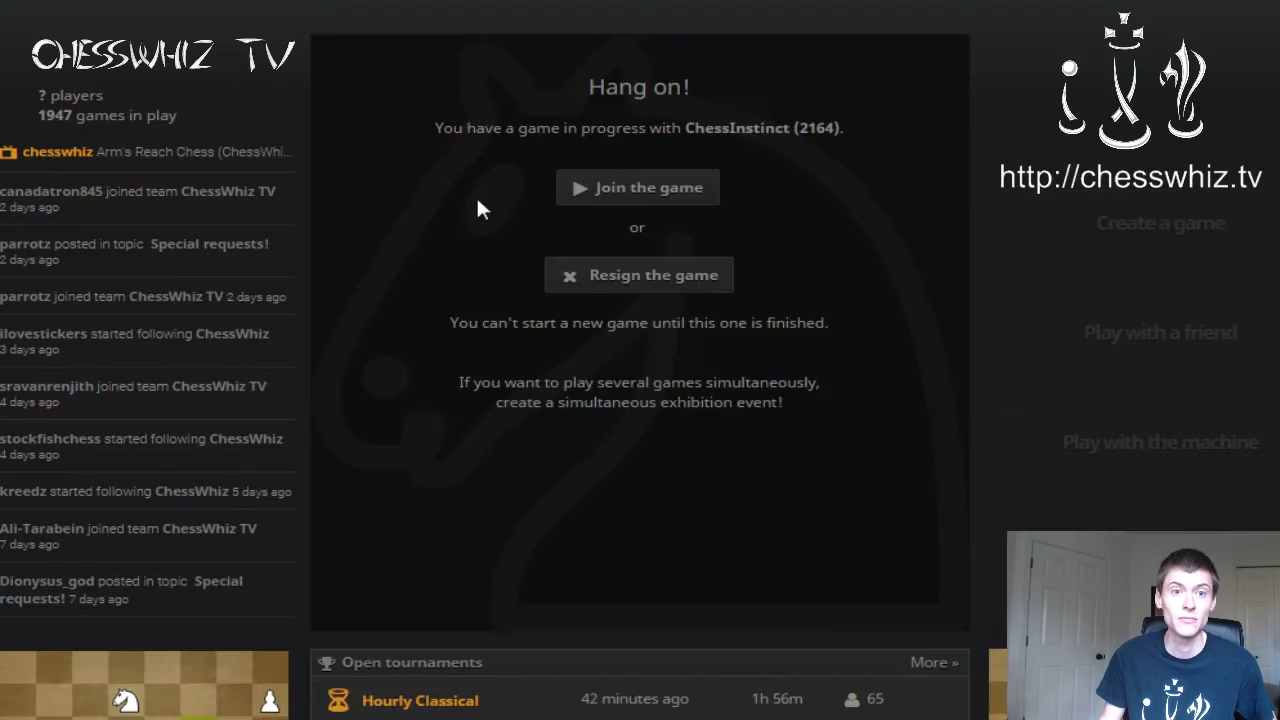 CHESSWHIZ TV
? players
1947 games in play
chesswhiz Arm's Reach Chess (ChessWhi...
canadatron845 joined team ChessWhiz TV
2 days ago
parrotz posted in topic Special requests!
2 days ago
parrotz joined team ChessWhiz TV 2 days ago
ilovestickers started following ChessWhiz
3 days ago
sravanrenjith joined team ChessWhiz TV
4 days ago
stockfishchess started following ChessWhiz
4 days ago
kreedz started following ChessWhiz 5 days ago
Ali-Tarabein joined team ChessWhiz TV
7 days ago
Dionysus_god posted in topic Special
requests! 7 days ago
Hang on!
You have a game in progress with ChessInstinct (2164).
Join the game
or
Resign the game
You can't start a new game until this one is finished.
If you want to play several games simultaneously,
create a simultaneous exhibition event!
Open tournaments More »
Hourly Classical 42 minutes ago 1h 56m 65
http://chesswhiz.tv
Create a game
Play with a friend
Play with the machine